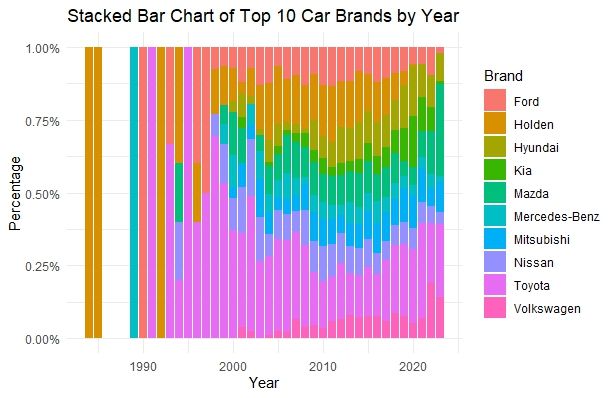 Stacked Bar Chart of Top 10 Car Brands by Year
1.00%
0.75%
0.50%
0.25%
0.00%
Percentage
1990
2000
2010
2020
Year
Brand
Ford
Holden
Hyundai
Kia
Mazda
Mercedes-Benz
Mitsubishi
Nissan
Toyota
Volkswagen